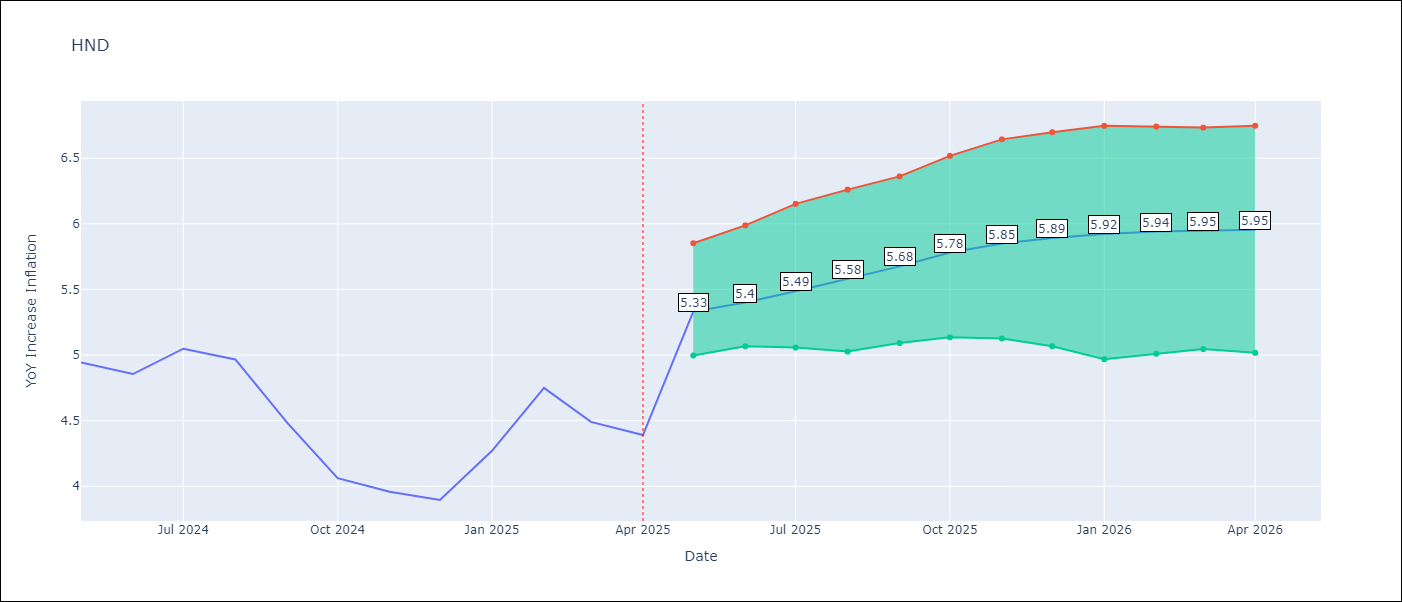 HND
YoY Increase Inflation
6.5
6
5.5
5
4.5
4
5.33
5.4
5.49
5.58
5.68
5.78
5.85
5.89
5.92
5.94
5.95
5.95
Jul 2024
Oct 2024
Jan 2025
Apr 2025
Jul 2025
Oct 2025
Jan 2026
Apr 2026
Date